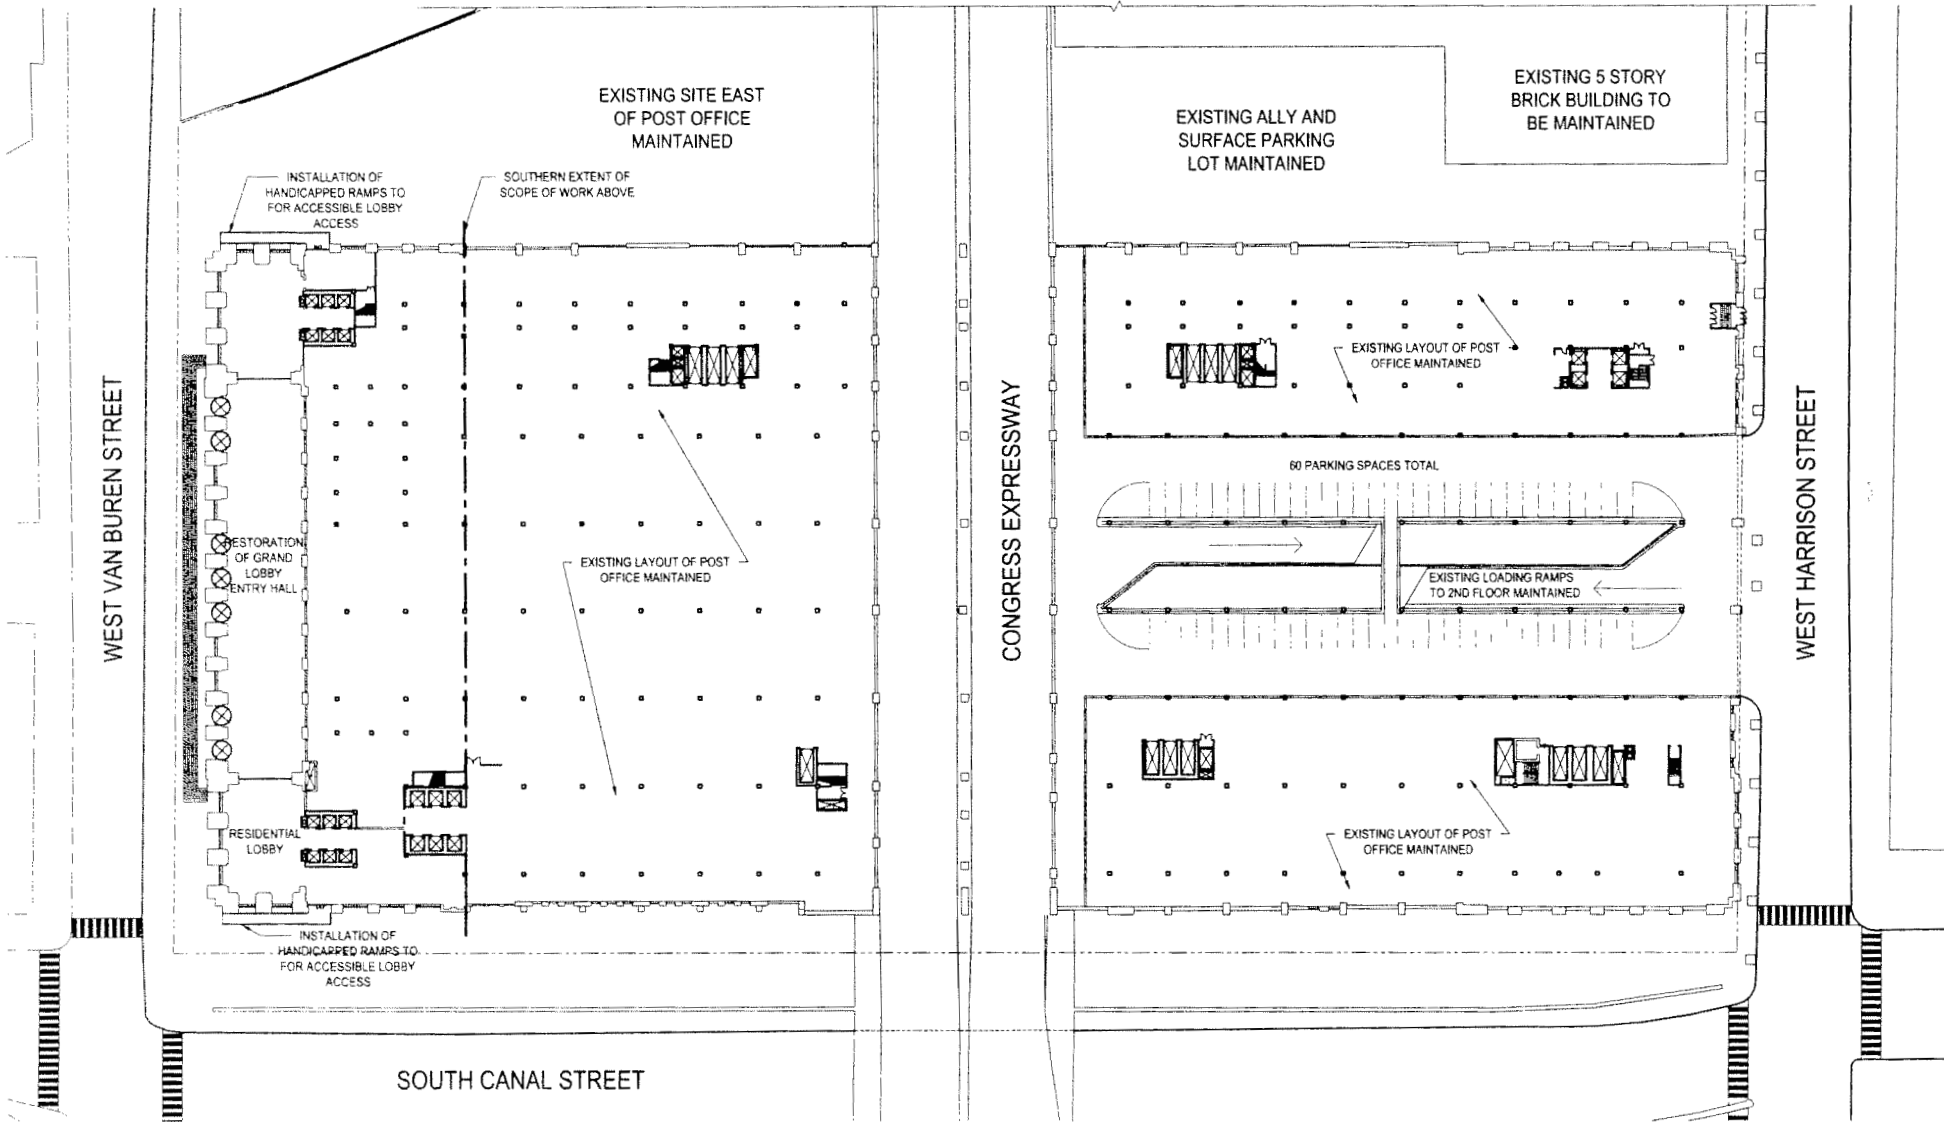 EXISTING SITE EAST
OF POST OFFICE
MAINTAINED
EXISTING ALLY AND
SURFACE PARKING
LOT MAINTAINED
EXISTING 5 STORY
BRICK BUILDING TO
BE MAINTAINED
INSTALLATION OF
HANDICAPPED RAMPS TO
FOR ACCESSIBLE LOBBY
ACCESS
SOUTHERN EXTENT OF
SCOPE OF WORK ABOVE
WEST VAN BUREN STREET
CONGRESS EXPRESSWAY
WEST HARRISON STREET
EXISTING LAYOUT OF POST
OFFICE MAINTAINED
60 PARKING SPACES TOTAL
RESTORATION
OF GRAND
LOBBY
ENTRY HALL
EXISTING LAYOUT OF POST
OFFICE MAINTAINED
EXISTING LOADING RAMPS
TO 2ND FLOOR MAINTAINED
RESIDENTIAL
LOBBY
EXISTING LAYOUT OF POST
OFFICE MAINTAINED
INSTALLATION OF
HANDICAPPED RAMPS TO
FOR ACCESSIBLE LOBBY
ACCESS
SOUTH CANAL STREET